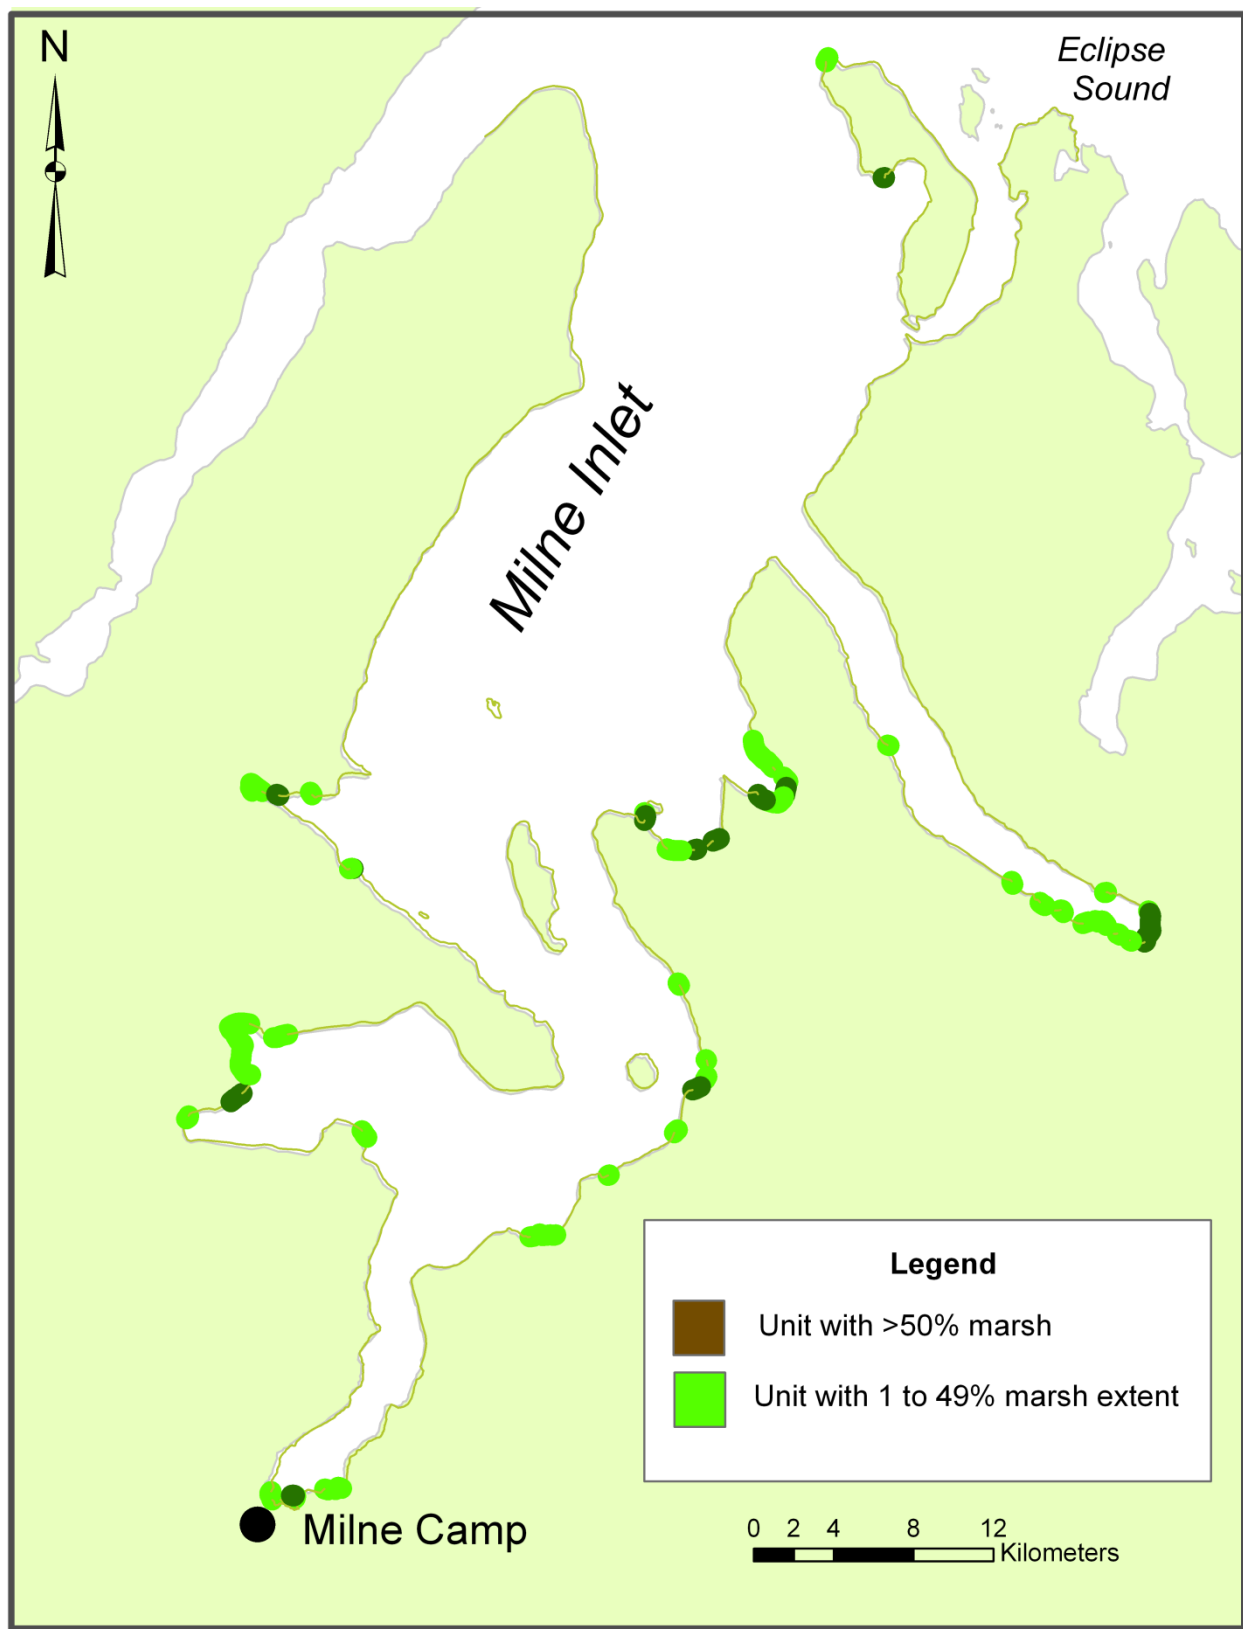 N
Eclipse
Sound
Milne Inlet
Legend
Unit with >50% marsh
Unit with 1 to 49% marsh extent
Milne Camp
0 2 4 8 12
Kilometers